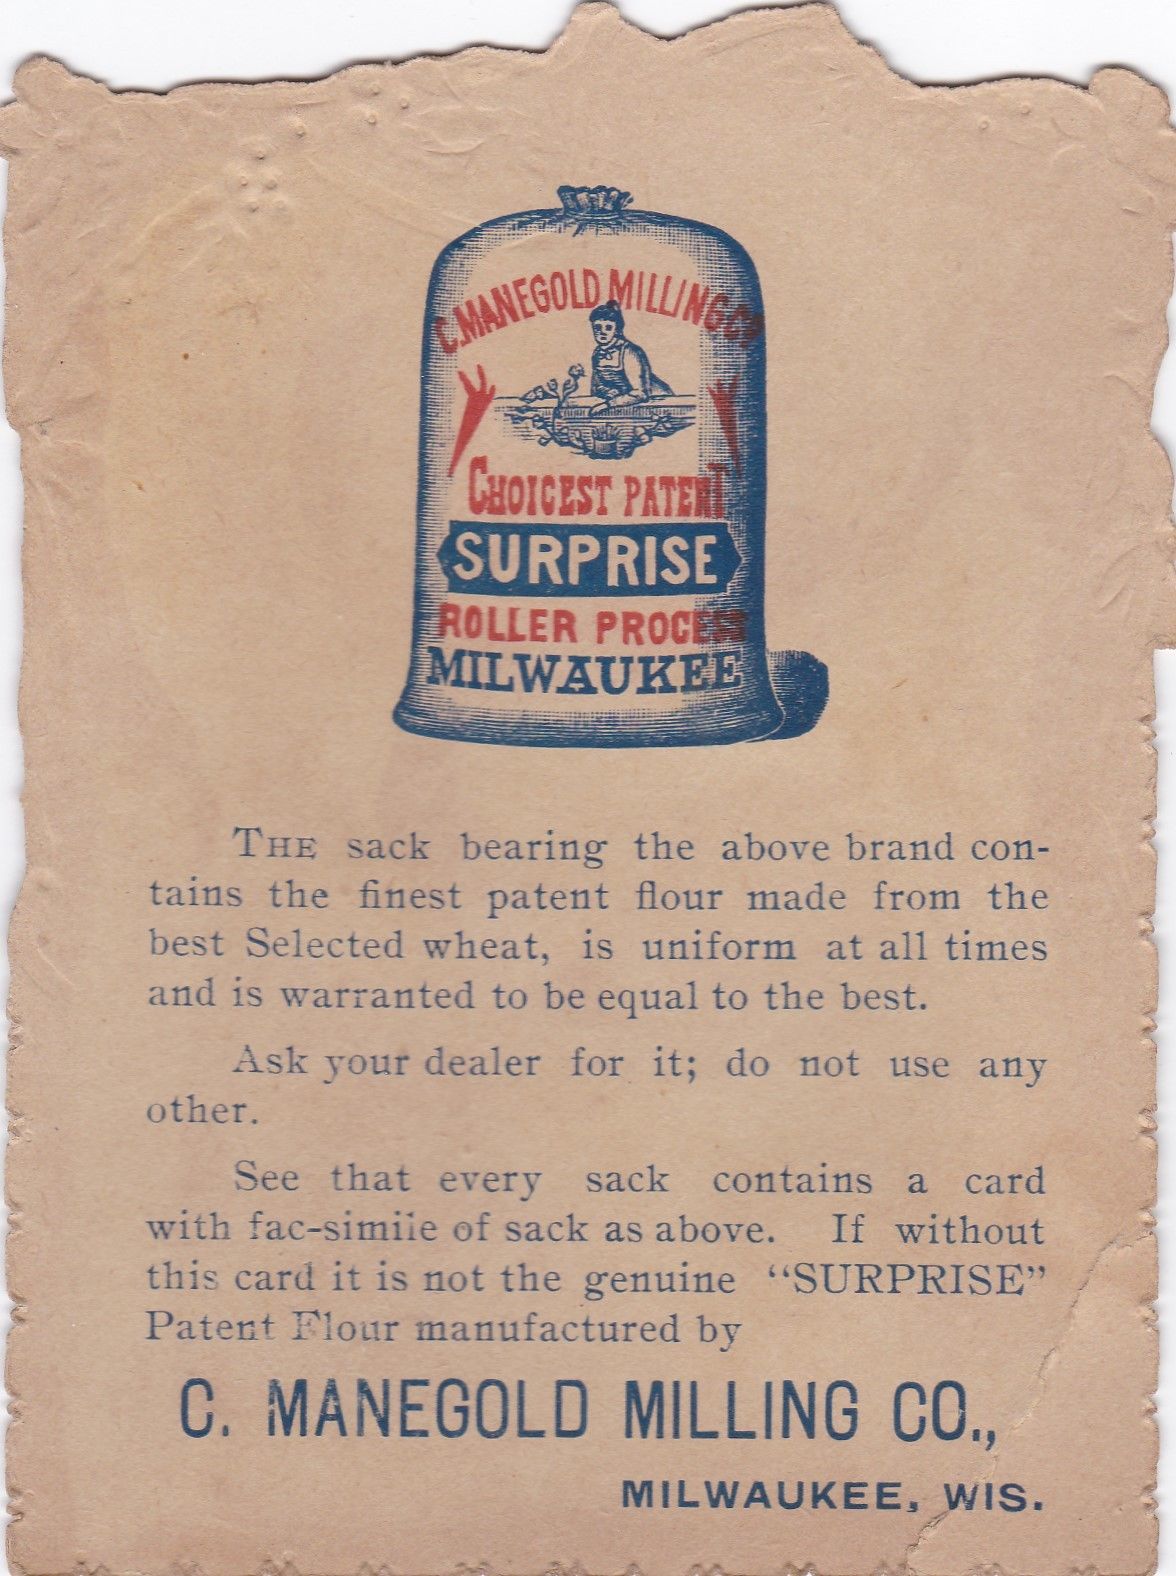 C. MANEGOLD MILLING CO
CHOICEST PATENT
SURPRISE
ROLLER PROCESS
MILWAUKEE
THE sack bearing the above brand con-
tains the finest patent flour made from the
best Selected wheat, is uniform at all times
and is warranted to be equal to the best.
Ask your dealer for it; do not use any
other.
See that every sack contains a card
with fac-simile of sack as above. If without
this card it is not the genuine “SURPRISE”
Patent Flour manufactured by
C. MANEGOLD MILLING CO.,
MILWAUKEE, WIS.